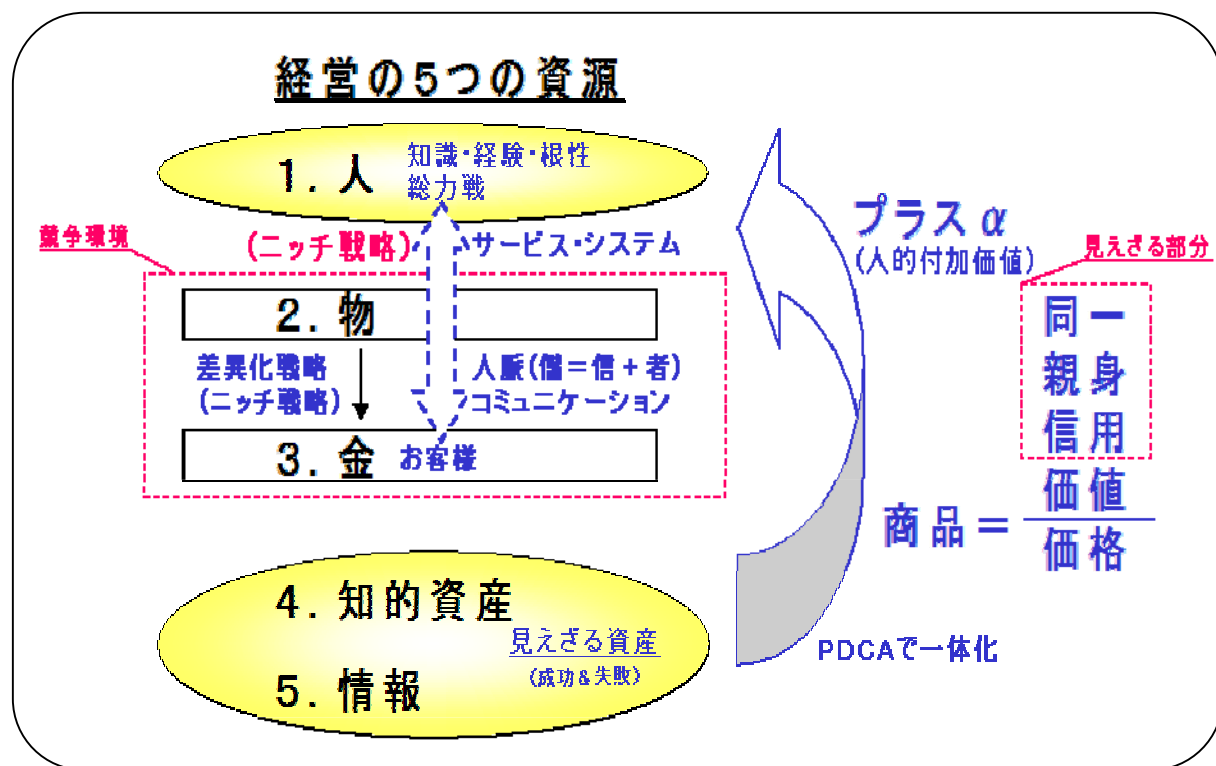 経営の5つの資源
1. 人
知識・経験・根性
総力戦
競争環境
(ニッチ戦略)
サービス・システム
プラスα
(人的付加価値)
見えざる部分
2. 物
差異化戦略
(ニッチ戦略)
人脈(儲=信+者)
コミュニケーション
3. 金
お客様
同一
親身
信用
商品=
価値
価格
4. 知的資産
5. 情報
見えざる資産
(成功&失敗)
PDCAで一体化